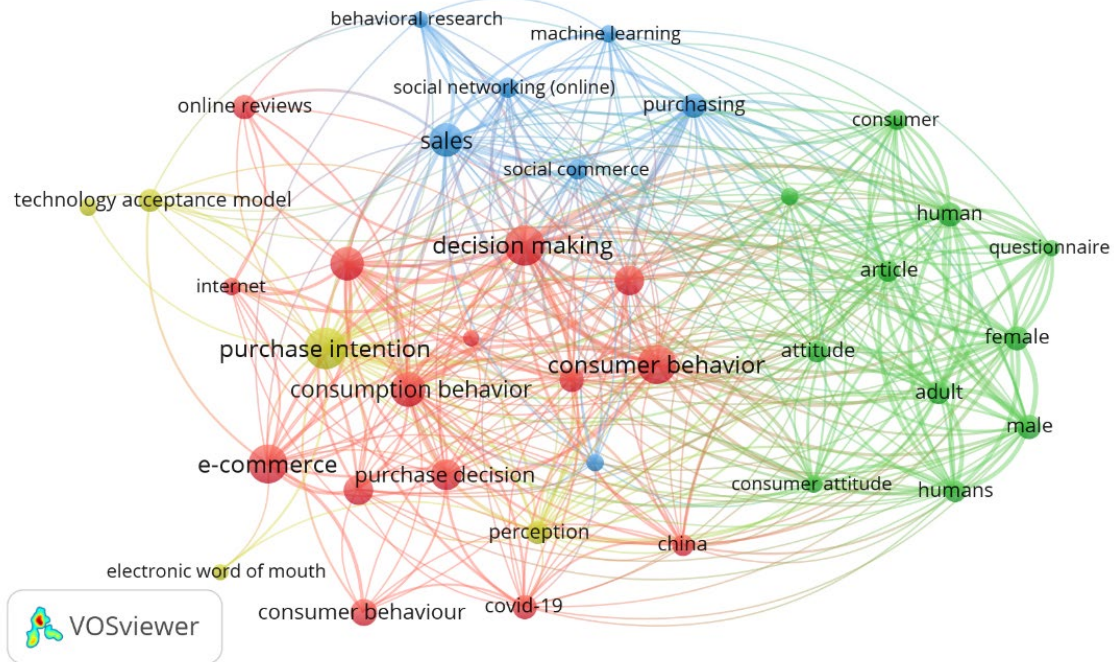 behavioral research
machine learning
social networking (online)
online reviews
purchasing
consumer
sales
social commerce
technology acceptance model
human
decision making
questionnaire
article
internet
female
purchase intention
attitude
consumer behavior
consumption behavior
adult
male
e-commerce
purchase decision
consumer attitude
humans
perception
china
electronic word of mouth
consumer behaviour
covid-19
VOSviewer